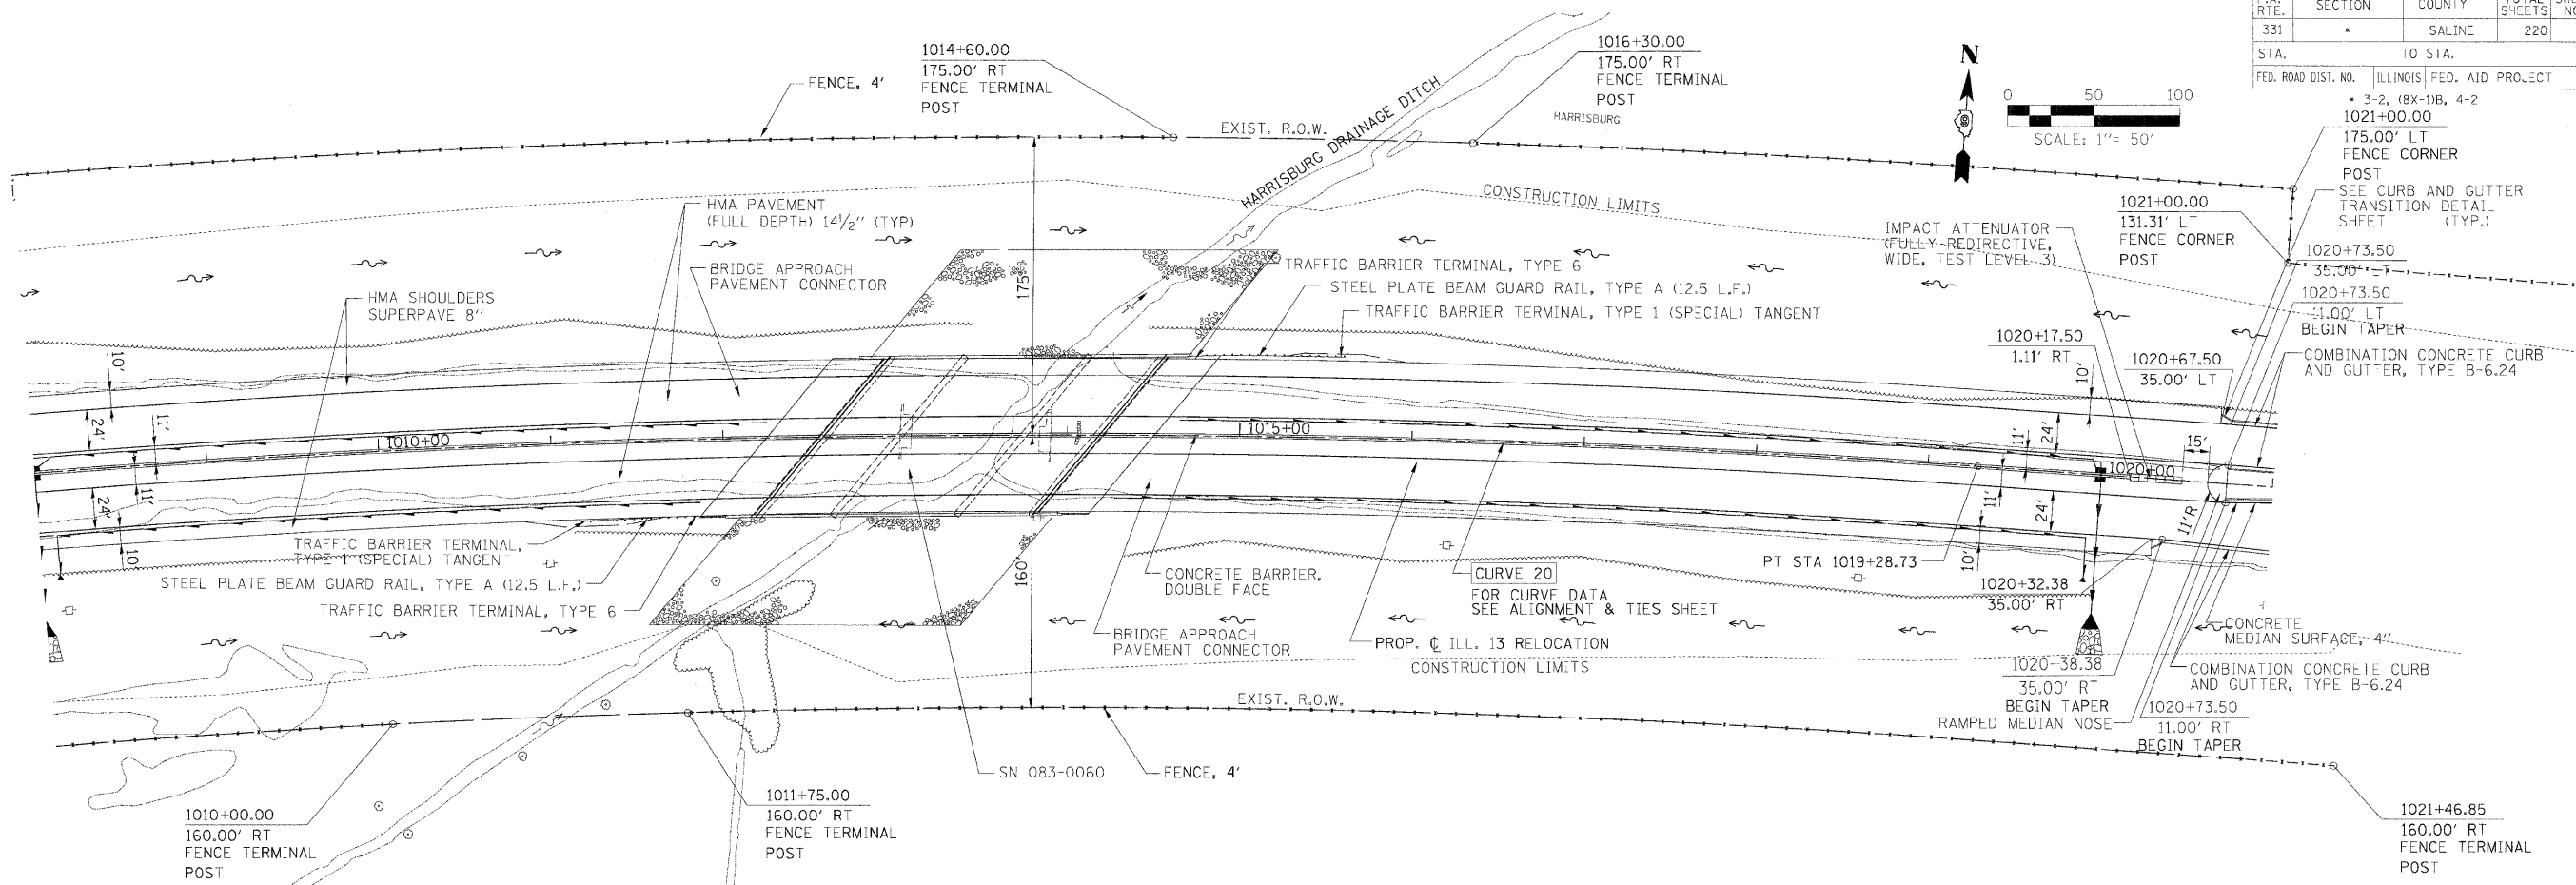 RTE.
SECTION
COUNTY
SHEETS
331
*
SALINE
220
STA.
TO STA.
FED. ROAD DIST. NO.
ILLINOIS
FED. AID PROJECT
* 3-2, (8X-1)B, 4-2
1014+60.00
175.00' RT
FENCE TERMINAL
POST
FENCE, 4'
1016+30.00
175.00' RT
FENCE TERMINAL
POST
HARRISBURG
N
0 50 100
SCALE: 1"= 50'
1021+00.00
175.00' LT
FENCE CORNER
POST
SEE CURB AND GUTTER
TRANSITION DETAIL
SHEET (TYP.)
EXIST. R.O.W.
HARRISBURG DRAINAGE DITCH
CONSTRUCTION LIMITS
1021+00.00
131.31' LT
FENCE CORNER
POST
IMPACT ATTENUATOR
(FULLY-REDIRECTIVE,
WIDE, TEST LEVEL 3)
HMA PAVEMENT
(FULL DEPTH) 14½" (TYP)
BRIDGE APPROACH
PAVEMENT CONNECTOR
HMA SHOULDERS
SUPERPAVE 8"
175'
TRAFFIC BARRIER TERMINAL, TYPE 6
STEEL PLATE BEAM GUARD RAIL, TYPE A (12.5 L.F.)
TRAFFIC BARRIER TERMINAL, TYPE 1 (SPECIAL) TANGENT
1020+73.50
35.00' LT
1020+73.50
11.00' LT
BEGIN TAPER
1020+17.50
1.11' RT
1020+67.50
35.00' LT
COMBINATION CONCRETE CURB
AND GUTTER, TYPE B-6.24
10'
24'
11'
11'
24'
10'
1010+00
1015+00
1020+00
10'
24'
11'
11'
24'
10'
15'
11'R
TRAFFIC BARRIER TERMINAL,
TYPE 1 (SPECIAL) TANGENT
STEEL PLATE BEAM GUARD RAIL, TYPE A (12.5 L.F.)
TRAFFIC BARRIER TERMINAL, TYPE 6
160'
CONCRETE BARRIER,
DOUBLE FACE
BRIDGE APPROACH
PAVEMENT CONNECTOR
CURVE 20
FOR CURVE DATA
SEE ALIGNMENT & TIES SHEET
PROP. ℄ ILL. 13 RELOCATION
CONSTRUCTION LIMITS
PT STA 1019+28.73
1020+32.38
35.00' RT
1020+38.38
35.00' RT
BEGIN TAPER
RAMPED MEDIAN NOSE
CONCRETE
MEDIAN SURFACE, 4"
COMBINATION CONCRETE CURB
AND GUTTER, TYPE B-6.24
1020+73.50
11.00' RT
BEGIN TAPER
EXIST. R.O.W.
SN 083-0060
FENCE, 4'
1010+00.00
160.00' RT
FENCE TERMINAL
POST
1011+75.00
160.00' RT
FENCE TERMINAL
POST
1021+46.85
160.00' RT
FENCE TERMINAL
POST